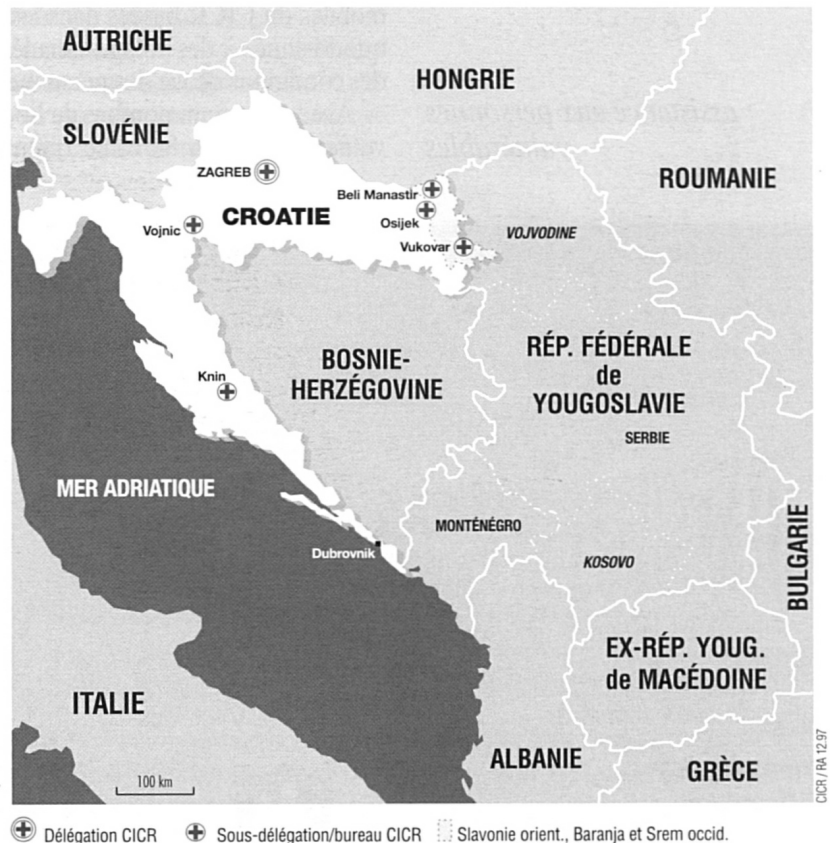 AUTRICHE
HONGRIE
SLOVÉNIE
ZAGREB
ROUMANIE
Beli Manastir
CROATIE
Osijek
Vojnic
VOJVODINE
Vukovar
BOSNIE-
HERZÉGOVINE
RÉP. FÉDÉRALE
de
YOUGOSLAVIE
Knin
SERBIE
MER ADRIATIQUE
MONTÉNÉGRO
Dubrovnik
KOSOVO
BULGARIE
EX-RÉP. YOUG.
de MACÉDOINE
ITALIE
ALBANIE
GRÈCE
100 km
CICR / RA 12.97
Délégation CICR
Sous-délégation/bureau CICR
Slavonie orient., Baranja et Srem occid.